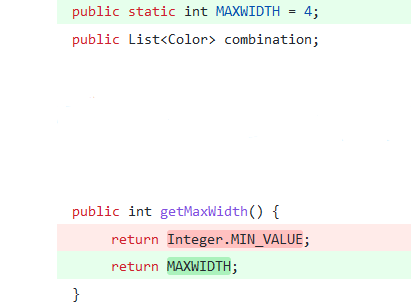 public static int MAXWIDTH = 4;
public List<Color> combination;
public int getMaxWidth() {
return Integer.MIN_VALUE;
return MAXWIDTH;
}